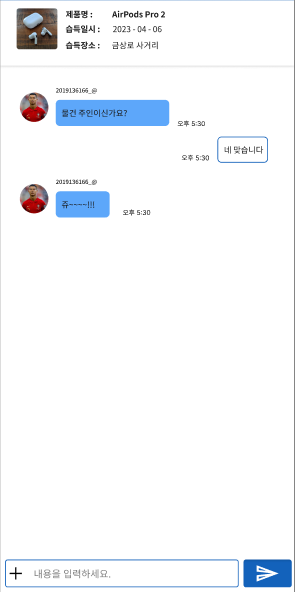 제품명 : AirPods Pro 2
습득일시 : 2023 - 04 - 06
습득장소 : 금상로 사거리
2019136166_@
물건 주인이신가요?
오후 5:30
네 맞습니다
오후 5:30
2019136166_@
쥬~~~~!!!
오후 5:30
내용을 입력하세요.